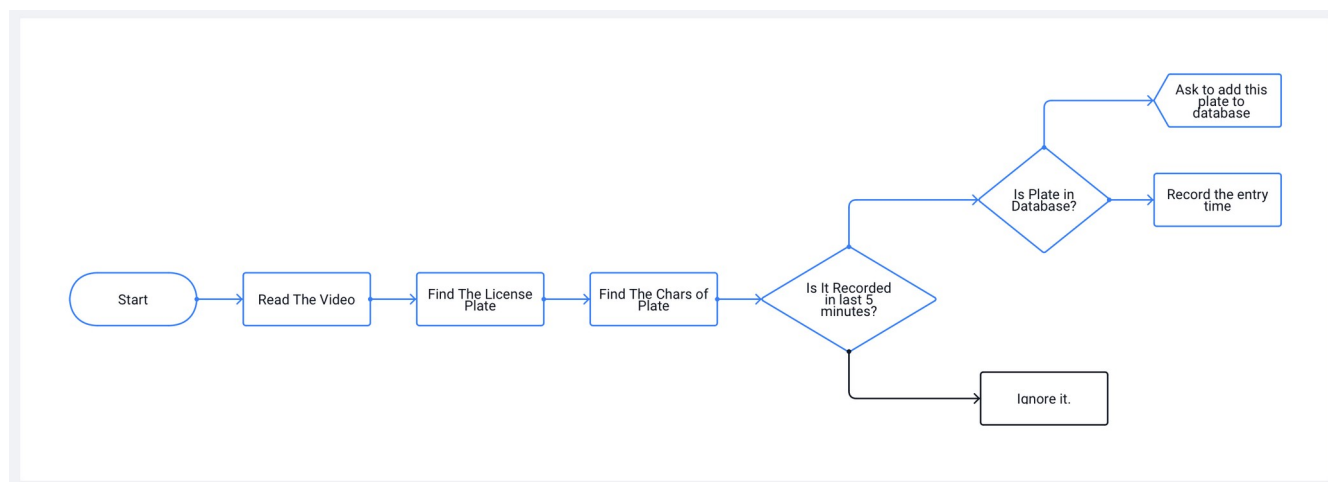 Start
Read The Video
Find The License
Plate
Find The Chars of
Plate
Is It Recorded
in last 5
minutes?
Is Plate in
Database?
Ask to add this
plate to
database
Record the entry
time
Ignore it.